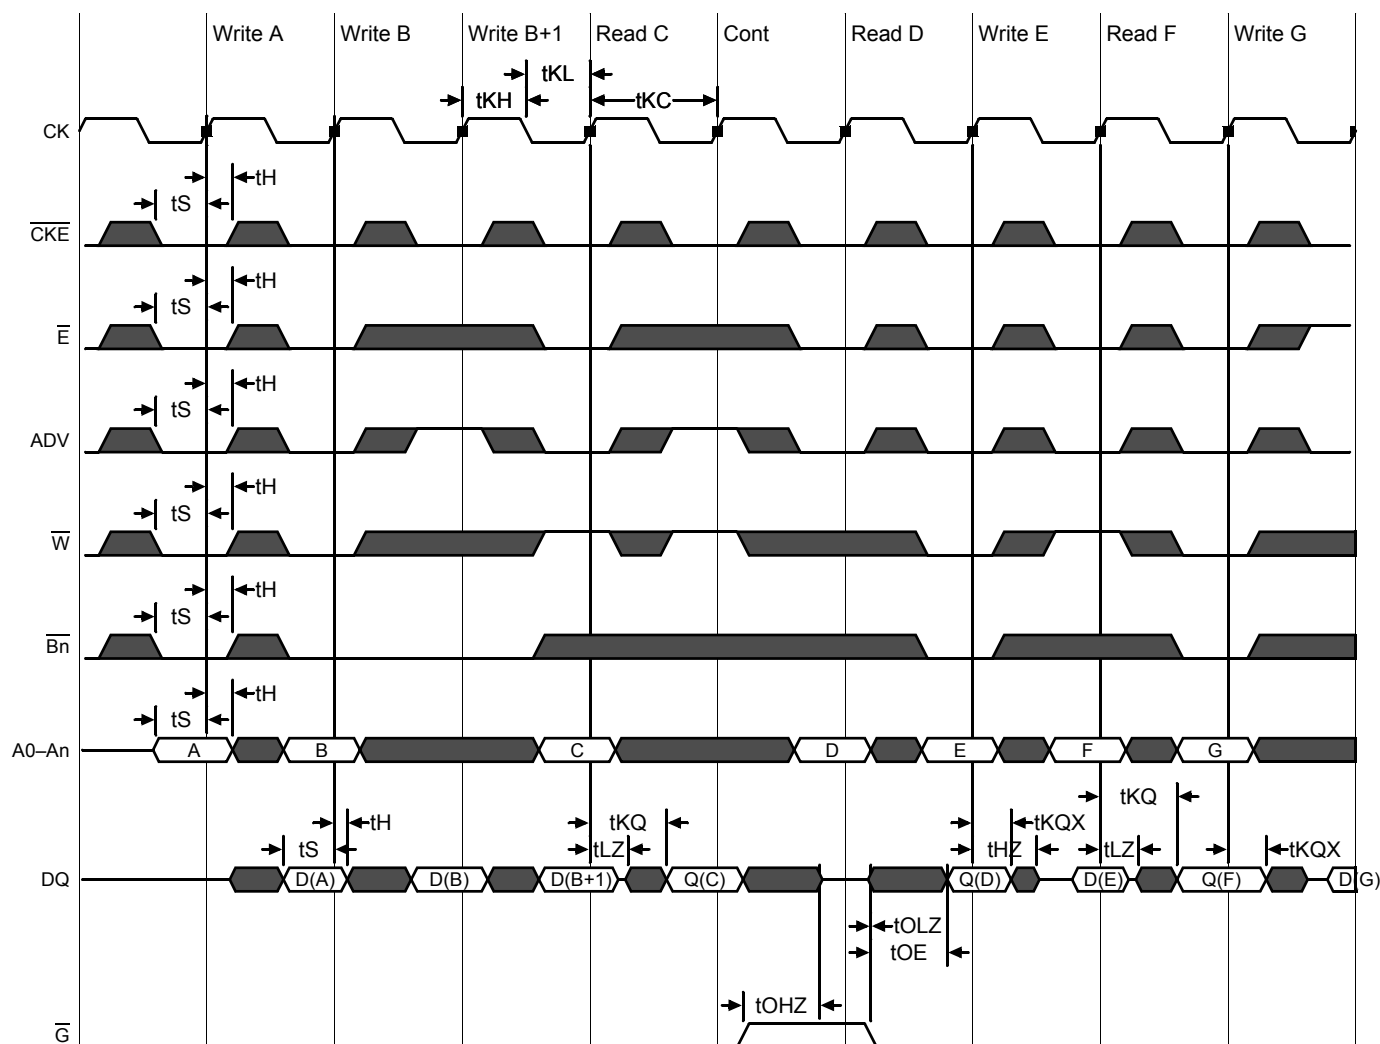 Write A Write B Write B+1 Read C Cont Read D Write E Read F Write G
tKL
tKH tKC
CK
tH
tS
CKE
tH
tS
E
tH
tS
ADV
tH
tS
W
tH
tS
Bn
tH
tS
A0–An A B C D E F G
tKQ
tH tKQ tKQX
tS tLZ tHZ tLZ tKQX
DQ D(A) D(B) D(B+1) Q(C) Q(D) D(E) Q(F) D(G)
tOLZ
tOE
tOHZ
G